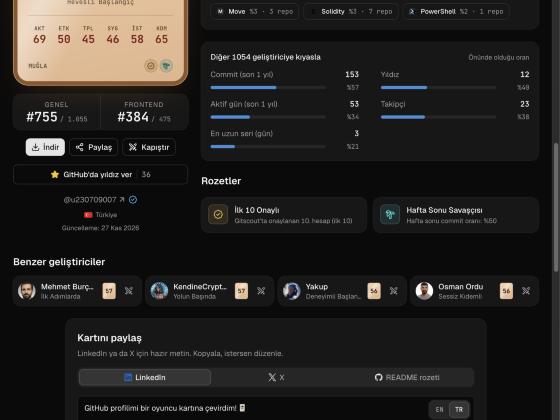 Hevesli Başlangıç
AKT ETK TPL SYG İST KDM
69 50 45 46 58 65
MUĞLA
GENEL
#755 / 1.055
FRONTEND
#384 / 475
İndir
Paylaş
Kapıştır
GitHub'da yıldız ver 36
@u230709007
Türkiye
Güncelleme: 27 Kas 2026
Move %3 · 3 repo
Solidity %3 · 7 repo
PowerShell %2 · 1 repo
Diğer 1054 geliştiriciye kıyasla
Önünde olduğu oran
Commit (son 1 yıl) 153
%57
Yıldız 12
%40
Aktif gün (son 1 yıl) 53
%34
Takipçi 23
%38
En uzun seri (gün) 3
%21
Rozetler
İlk 10 Onaylı
Gitscout'ta onaylanan 10. hesap (ilk 10)
Hafta Sonu Savaşçısı
Hafta sonu commit oranı: %50
Benzer geliştiriciler
Mehmet Burç...
İlk Adımlarda
57
KendineCrypt...
Yolun Başında
57
Yakup
Deneyimli Başlan...
56
Osman Ordu
Sessiz Kıdemli
56
Kartını paylaş
LinkedIn ya da X için hazır metin. Kopyala, istersen düzenle.
LinkedIn
X
README rozeti
GitHub profilimi bir oyuncu kartına çevirdim!
EN TR